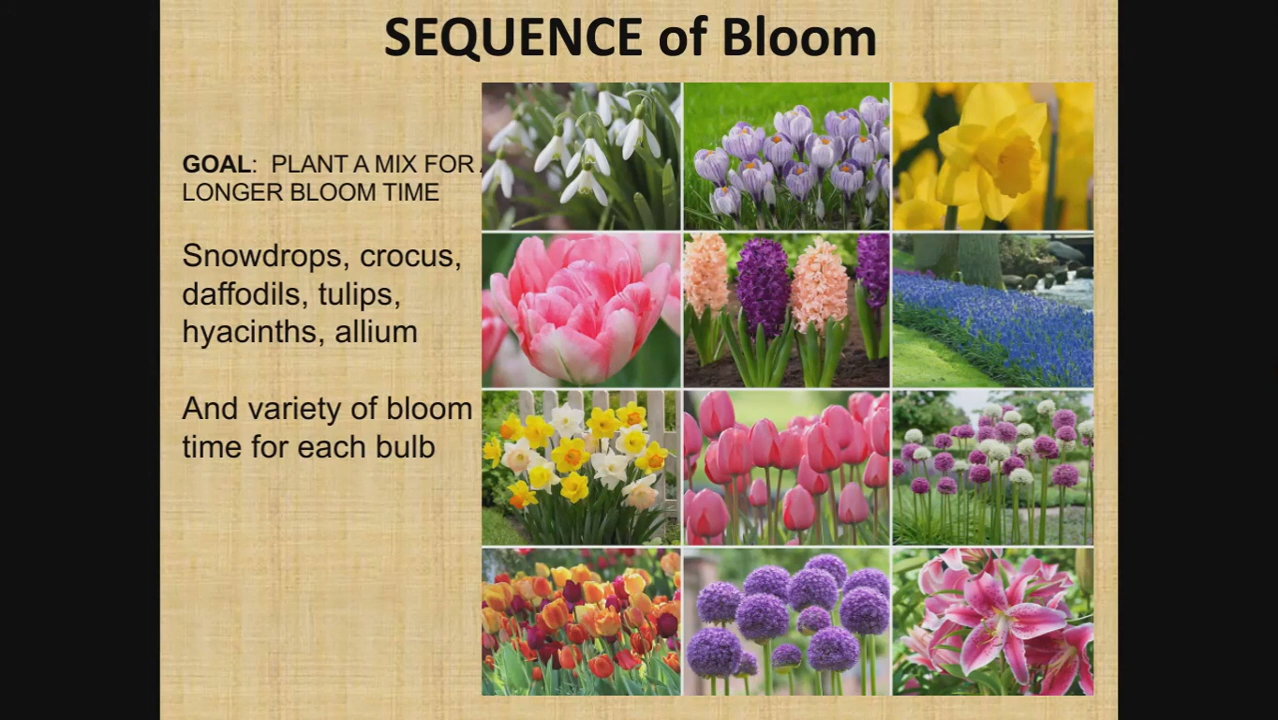 SEQUENCE of Bloom
GOAL: PLANT A MIX FOR
LONGER BLOOM TIME
Snowdrops, crocus,
daffodils, tulips,
hyacinths, allium
And variety of bloom
time for each bulb